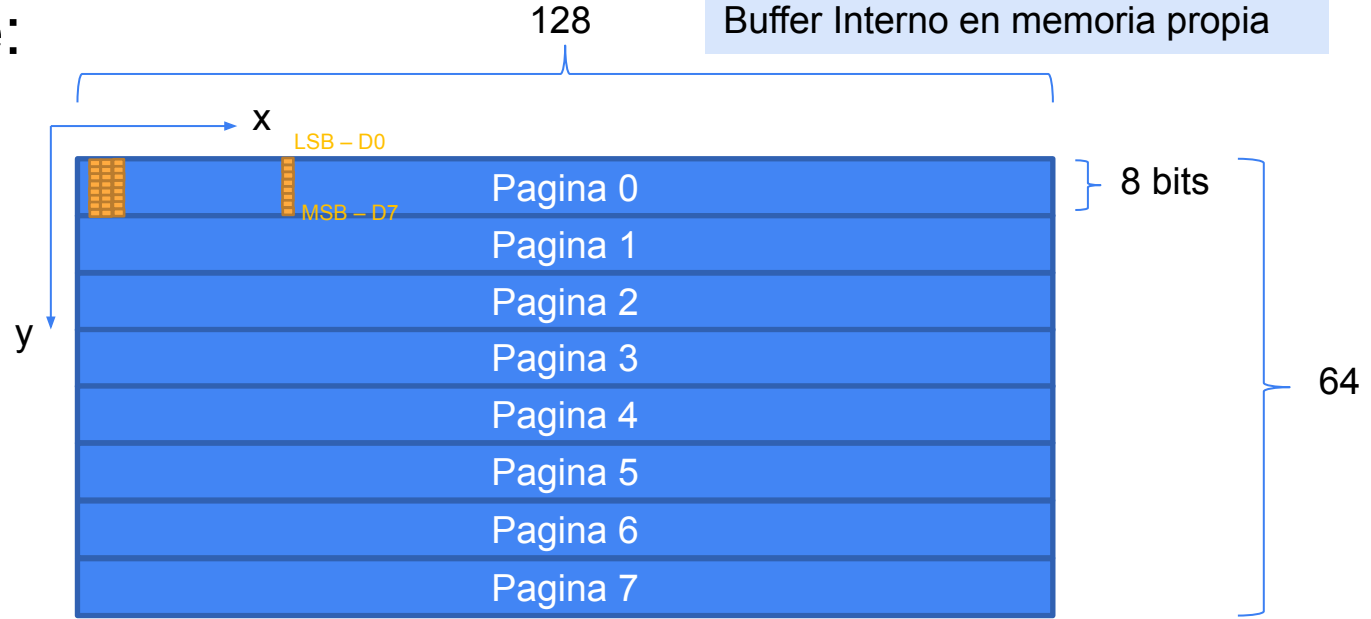 e:
128
Buffer Interno en memoria propia
x
LSB – D0
Pagina 0
8 bits
MSB – D7
Pagina 1
Pagina 2
y
Pagina 3
64
Pagina 4
Pagina 5
Pagina 6
Pagina 7